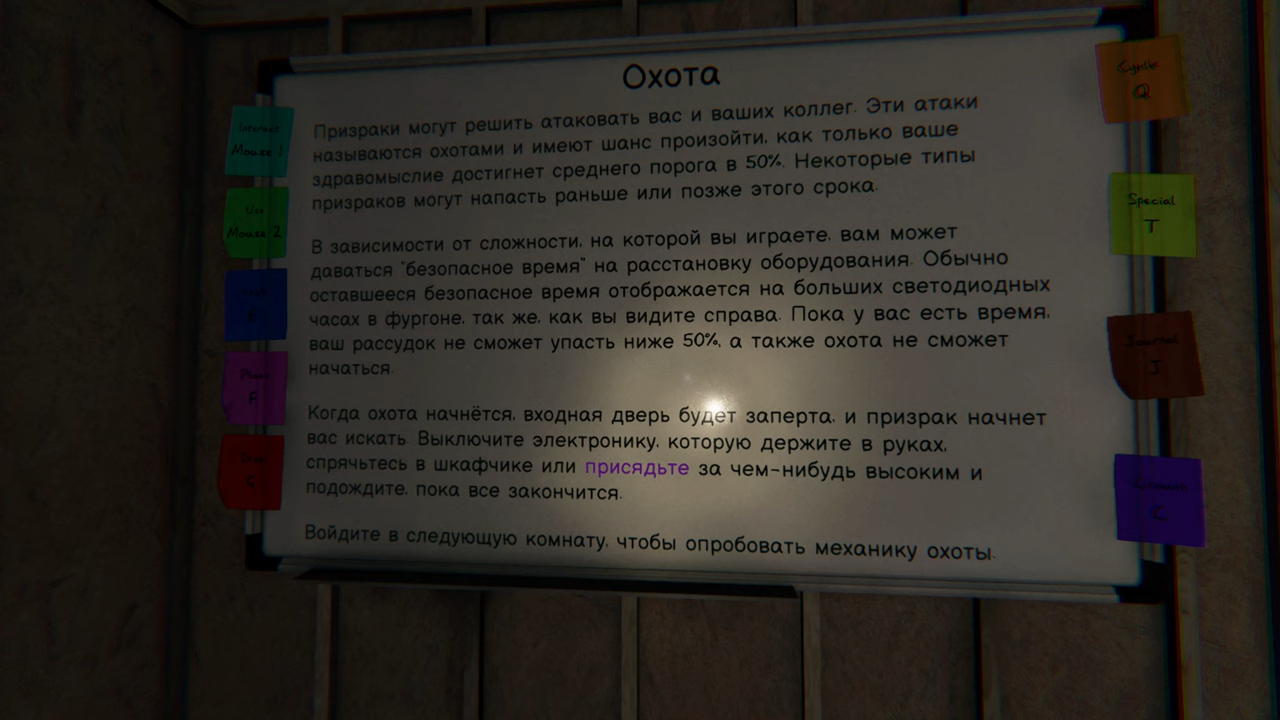 Охота
Призраки могут решить атаковать вас и ваших коллег. Эти атаки
называются охотами и имеют шанс произойти, как только ваше
здравомыслие достигнет среднего порога в 50%. Некоторые типы
призраков могут напасть раньше или позже этого срока.
В зависимости от сложности, на которой вы играете, вам может
даваться "безопасное время" на расстановку оборудования. Обычно
оставшееся безопасное время отображается на больших светодиодных
часах в фургоне, так же, как вы видите справа. Пока у вас есть время,
ваш рассудок не сможет упасть ниже 50%, а также охота не сможет
начаться.
Когда охота начнётся, входная дверь будет заперта, и призрак начнет
вас искать. Выключите электронику, которую держите в руках,
спрячьтесь в шкафчике или присядьте за чем-нибудь высоким и
подождите, пока все закончится.
Войдите в следующую комнату, чтобы опробовать механику охоты.
Interact
Mouse 1
Use
Mouse 2
Place
F
Drop
G
Q
Special
T
Journal
J
C